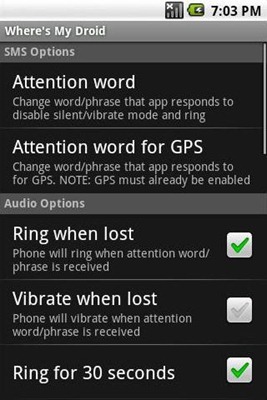 7:03 PM
Where's My Droid
SMS Options
Attention word
Change word/phrase that app responds to
disable silent/vibrate mode and ring
Attention word for GPS
Change word/phrase that app responds to
for GPS. NOTE: GPS must already be enabled
Audio Options
Ring when lost
Phone will ring when attention word/
phrase is received
Vibrate when lost
Phone will vibrate when attention
word/phrase is received
Ring for 30 seconds